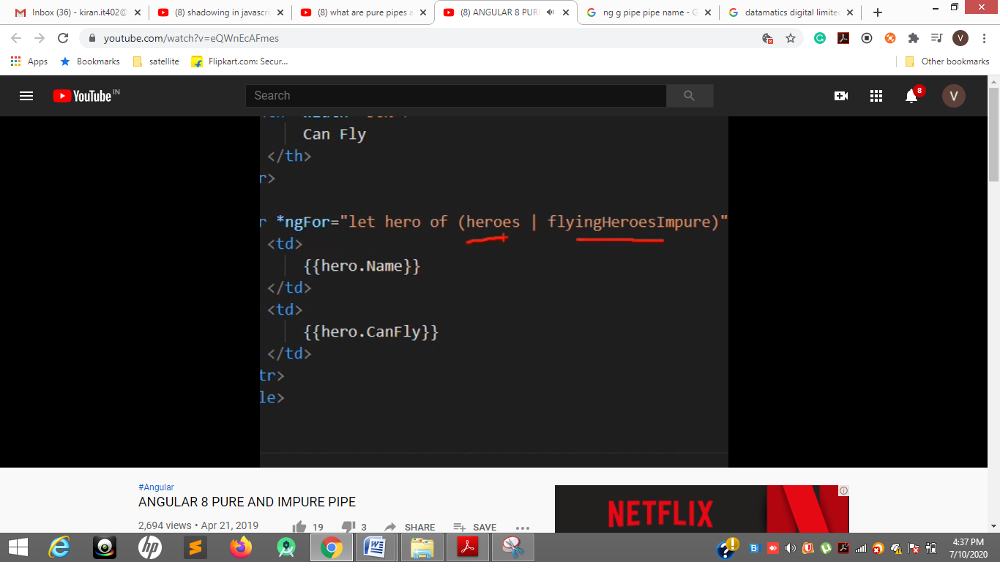 Inbox (36) - kiran.it402@
(8) shadowing in javascri
(8) what are pure pipes a
(8) ANGULAR 8 PUR
ng g pipe pipe name - G
datamatics digital limite
youtube.com/watch?v=eQWnEcAFmes
V
Apps
Bookmarks
satellite
Flipkart.com: Secur...
Other bookmarks
YouTube IN
Search
8
V
Can Fly
</th>
r>
r *ngFor="let hero of (heroes | flyingHeroesImpure)"
<td>
{{hero.Name}}
</td>
<td>
{{hero.CanFly}}
</td>
tr>
le>
#Angular
ANGULAR 8 PURE AND IMPURE PIPE
2,694 views • Apr 21, 2019
19
3
SHARE
SAVE
NETFLIX
4:37 PM
7/10/2020